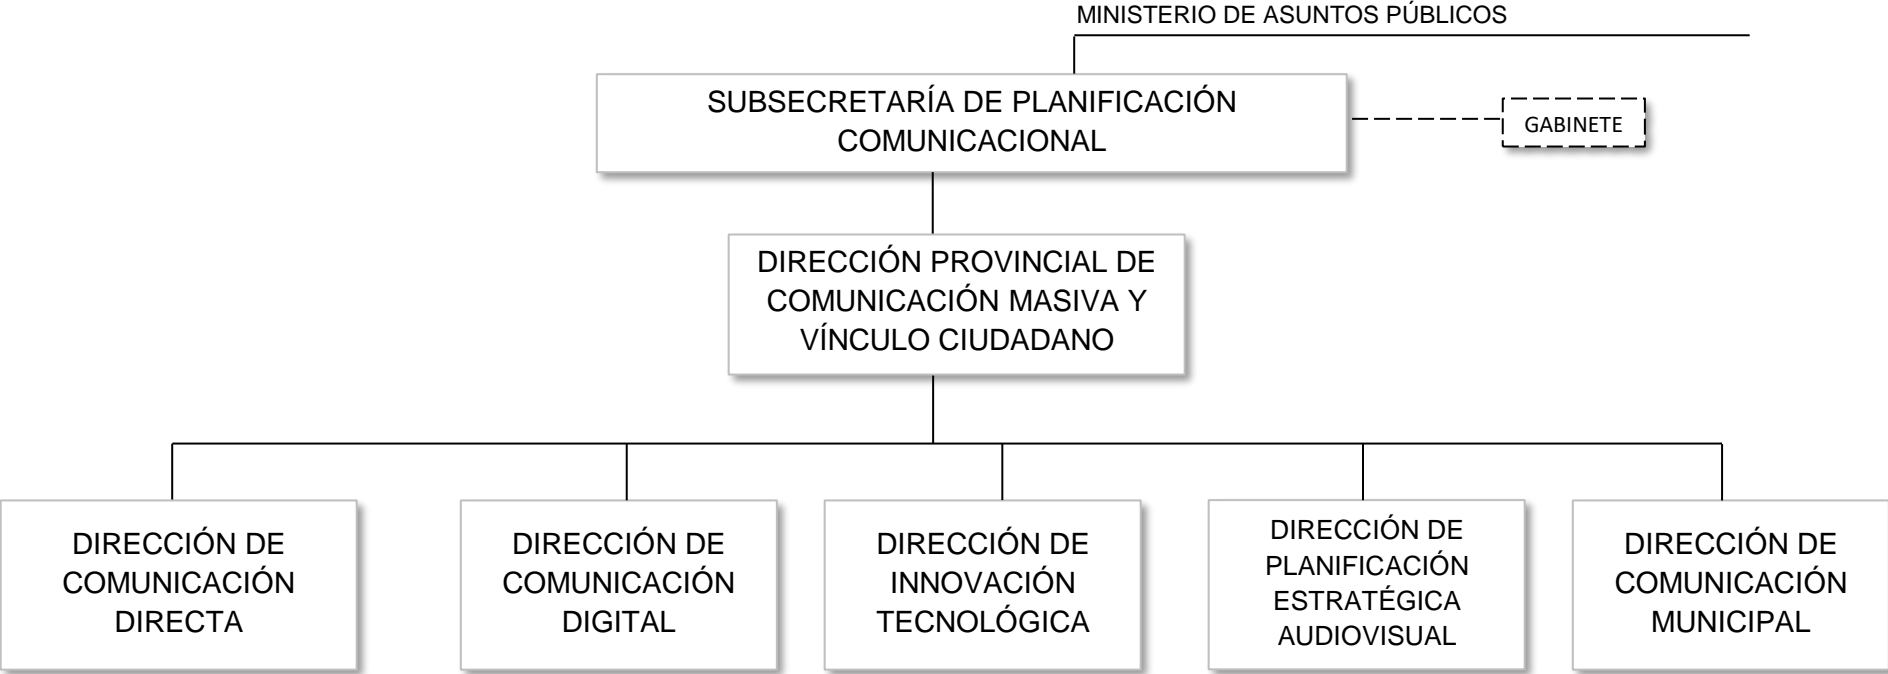 MINISTERIO DE ASUNTOS PÚBLICOS
SUBSECRETARÍA DE PLANIFICACIÓN
COMUNICACIONAL
GABINETE
DIRECCIÓN PROVINCIAL DE
COMUNICACIÓN MASIVA Y
VÍNCULO CIUDADANO
DIRECCIÓN DE
COMUNICACIÓN
DIRECTA
DIRECCIÓN DE
COMUNICACIÓN
DIGITAL
DIRECCIÓN DE
INNOVACIÓN
TECNOLÓGICA
DIRECCIÓN DE
PLANIFICACIÓN
ESTRATÉGICA
AUDIOVISUAL
DIRECCIÓN DE
COMUNICACIÓN
MUNICIPAL